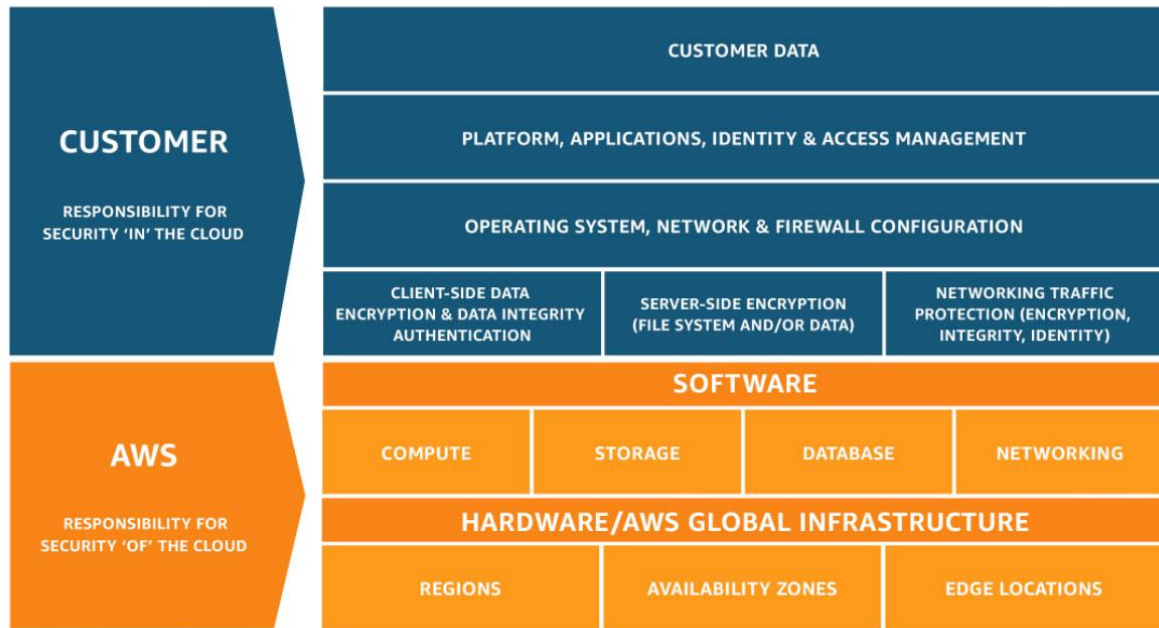 CUSTOMER
RESPONSIBILITY FOR
SECURITY ‘IN’ THE CLOUD
CUSTOMER DATA
PLATFORM, APPLICATIONS, IDENTITY & ACCESS MANAGEMENT
OPERATING SYSTEM, NETWORK & FIREWALL CONFIGURATION
CLIENT-SIDE DATA
ENCRYPTION & DATA INTEGRITY
AUTHENTICATION
SERVER-SIDE ENCRYPTION
(FILE SYSTEM AND/OR DATA)
NETWORKING TRAFFIC
PROTECTION (ENCRYPTION,
INTEGRITY, IDENTITY)
AWS
RESPONSIBILITY FOR
SECURITY ‘OF’ THE CLOUD
SOFTWARE
COMPUTE
STORAGE
DATABASE
NETWORKING
HARDWARE/AWS GLOBAL INFRASTRUCTURE
REGIONS
AVAILABILITY ZONES
EDGE LOCATIONS